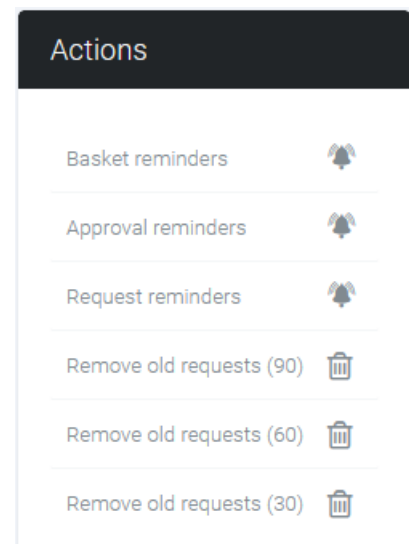 Actions
Basket reminders
Approval reminders
Request reminders
Remove old requests (90)
Remove old requests (60)
Remove old requests (30)